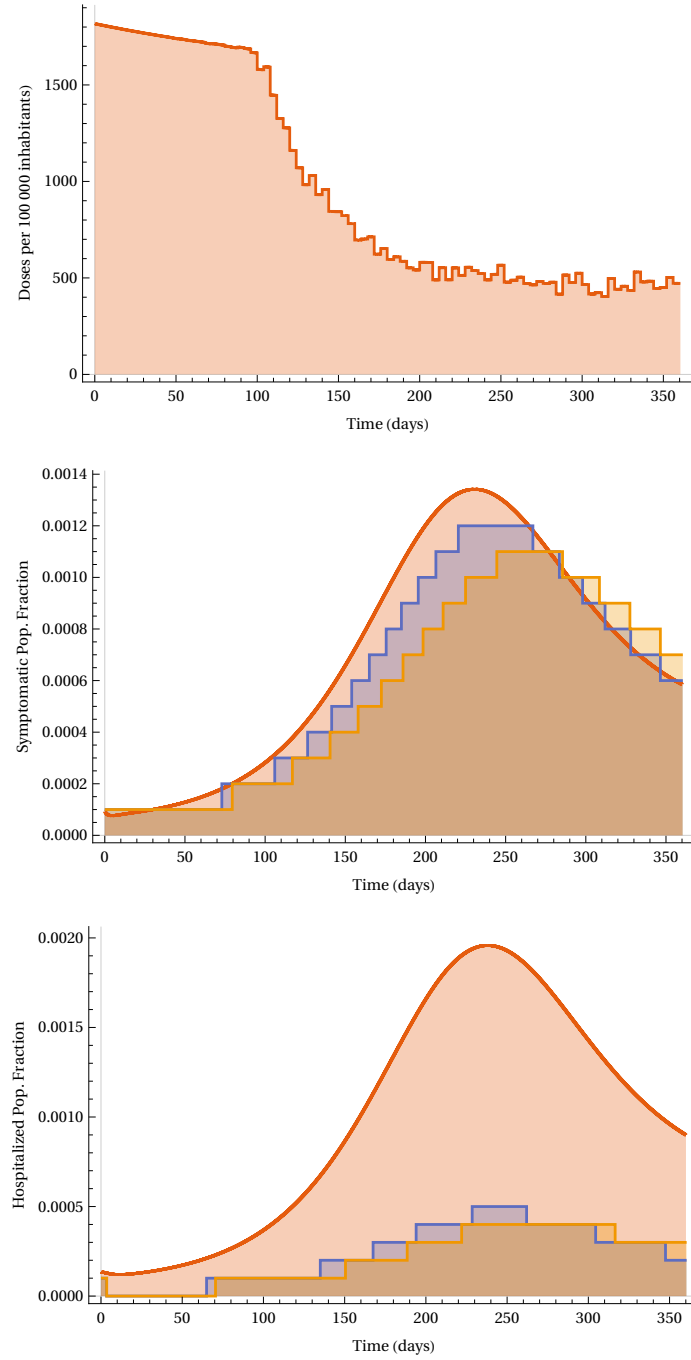 Doses per 100 000 inhabitants)
1500
1000
500
0
0 50 100 150 200 250 300 350
Time (days)
Symptomatic Pop. Fraction
0.0014
0.0012
0.0010
0.0008
0.0006
0.0004
0.0002
0.0000
0 50 100 150 200 250 300 350
Time (days)
Hospitalized Pop. Fraction
0.0020
0.0015
0.0010
0.0005
0.0000
0 50 100 150 200 250 300 350
Time (days)